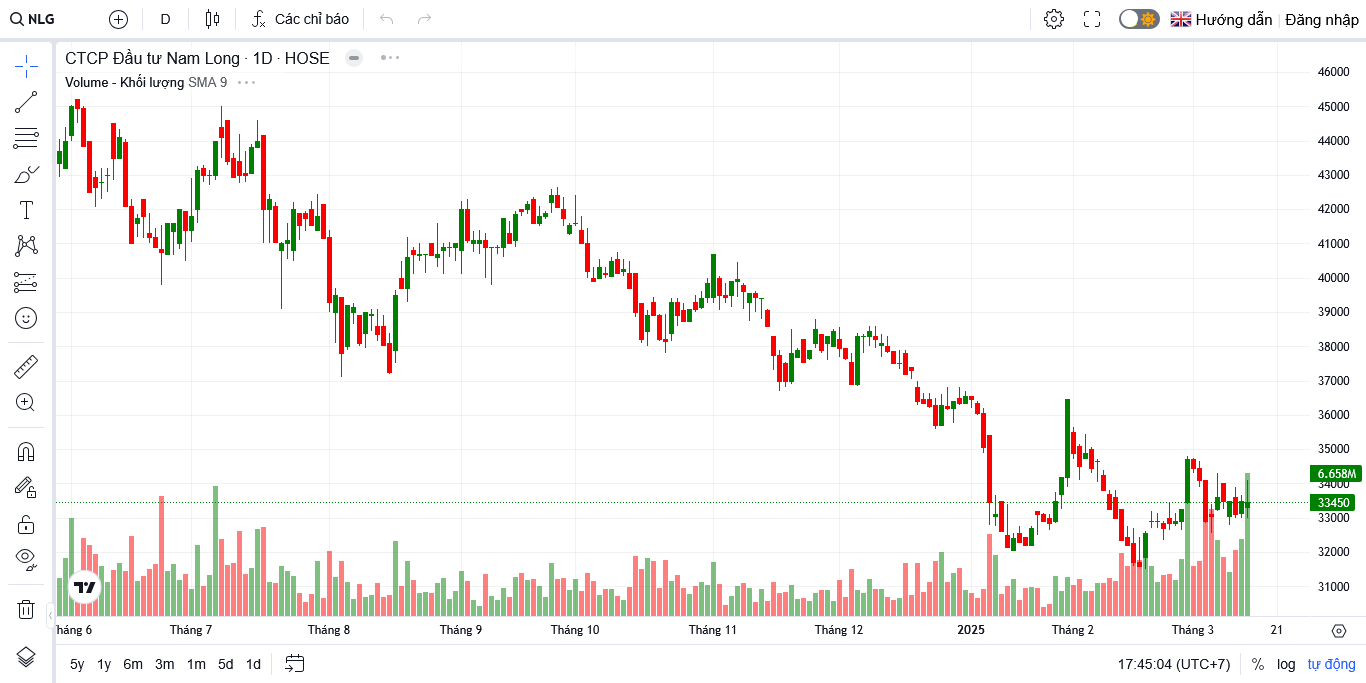 NLG D Các chỉ báo Hướng dẫn Đăng nhập
CTCP Đầu tư Nam Long · 1D · HOSE
Volume - Khối lượng SMA 9
46000
45000
44000
43000
42000
41000
40000
39000
38000
37000
36000
35000
6.658M
34000
33450
33000
32000
31000
háng 6 Tháng 7 Tháng 8 Tháng 9 Tháng 10 Tháng 11 Tháng 12 2025 Tháng 2 Tháng 3 21
5y 1y 6m 3m 1m 5d 1d 17:45:04 (UTC+7) % log tự động